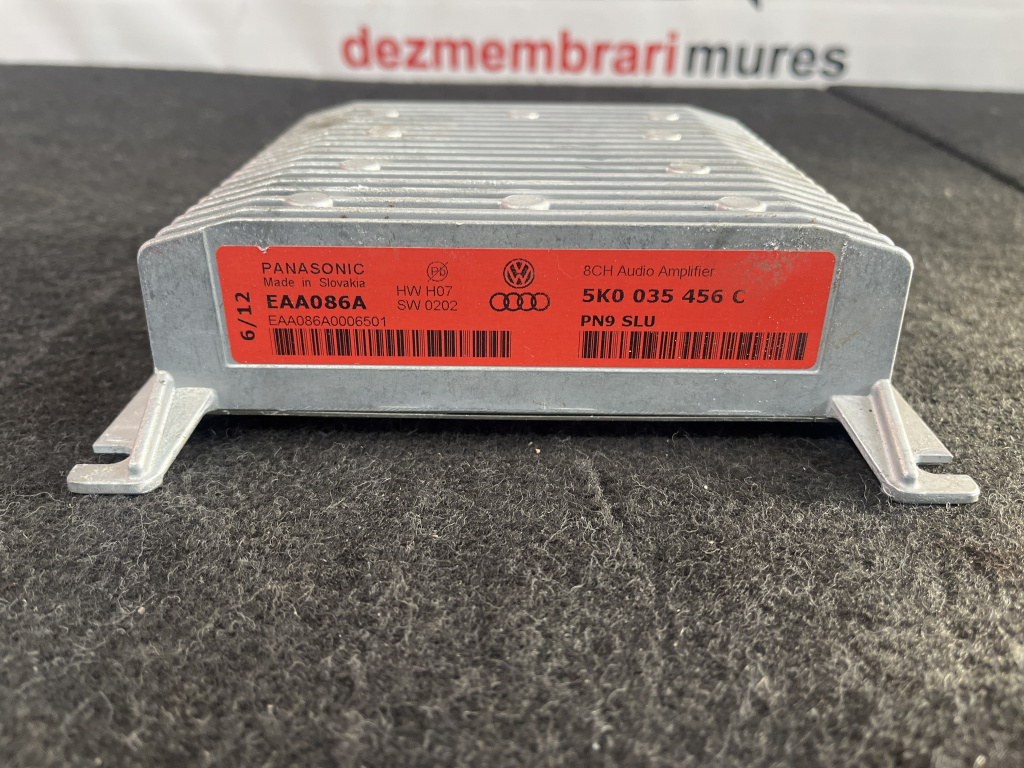 dezmembrari mures
PANASONIC
Made in Slovakia
EAA086A
EAA086A0006501
6/12
Pb
HW H07
SW 0202
8CH Audio Amplifier
5K0 035 456 C
PN9 SLU